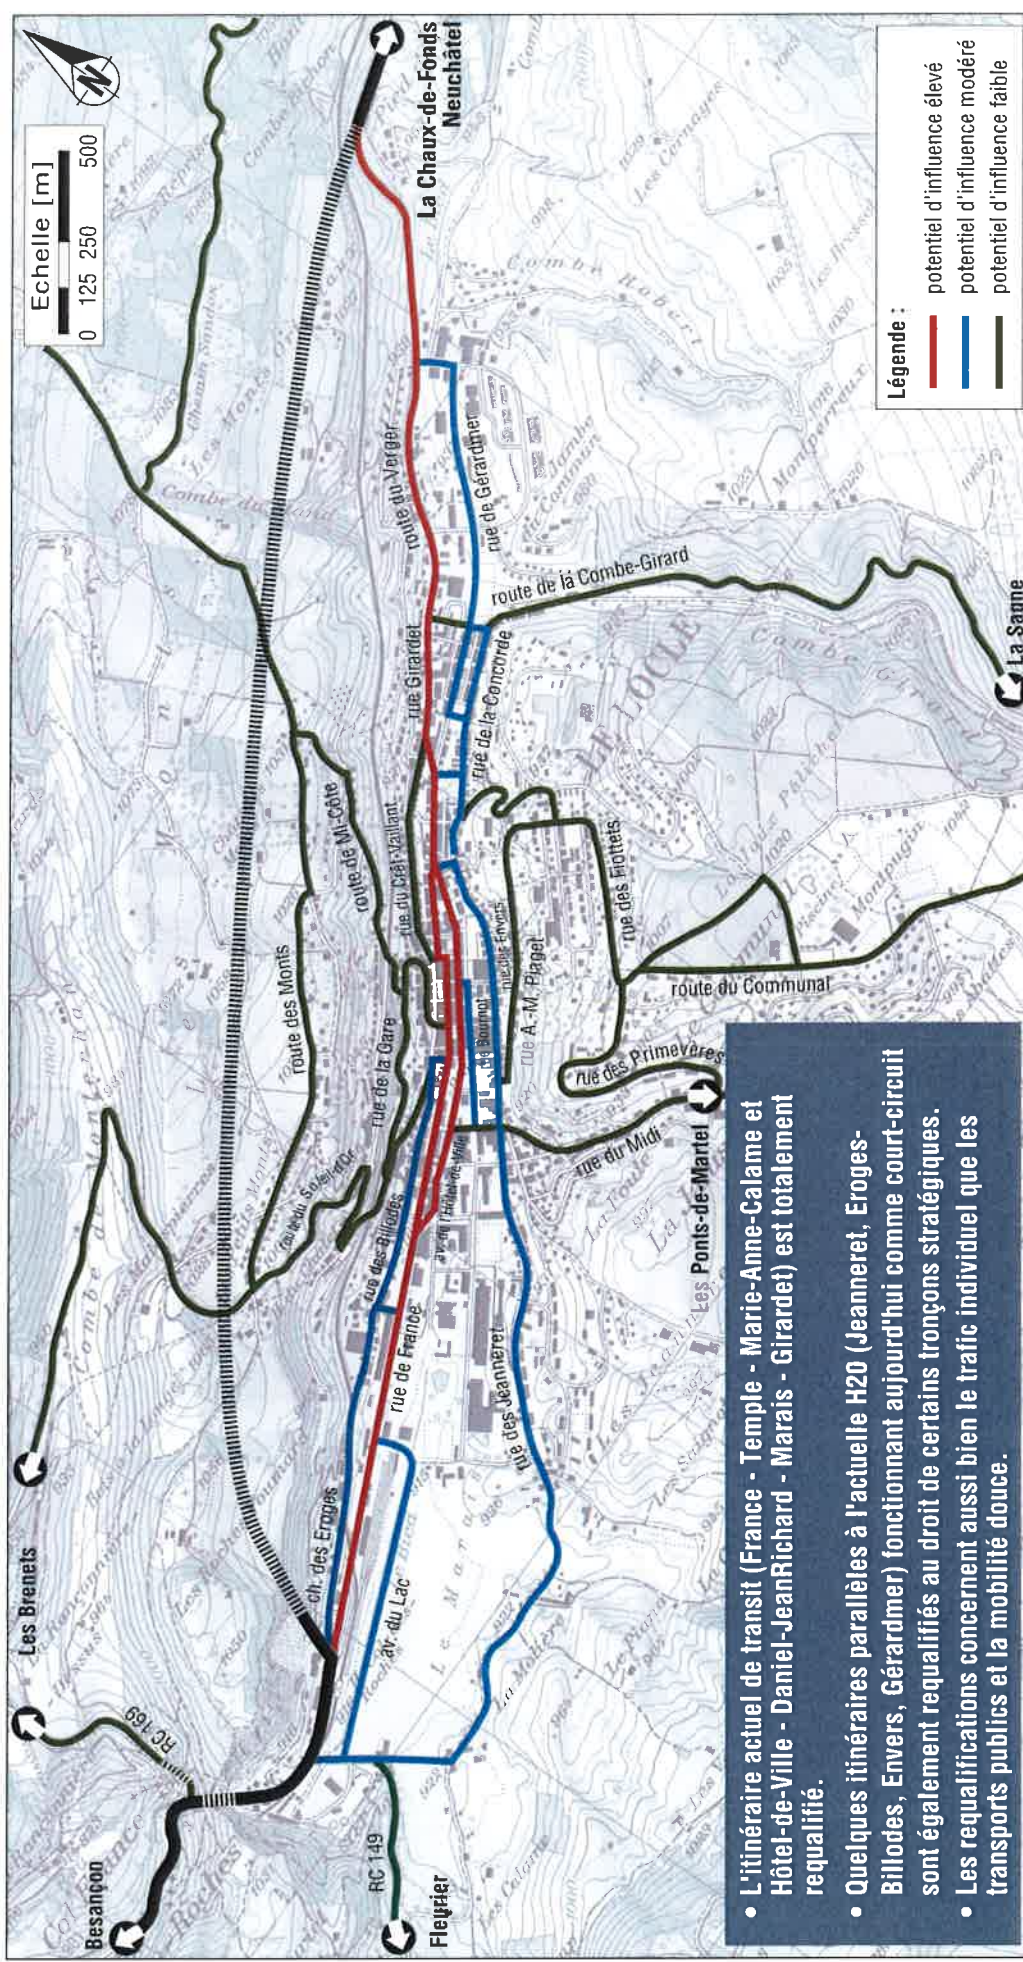 Besançon
Les Brenets
RC 169
RC 149
Fleurier
ch. des Eroges
av. du Lac
rue des Billodes
rue de France
av. de l'Hôtel-de-Ville
rue des Jeanneret
route du Soleil-d'Or
rue de la Gare
route des Monts
route de Mi-Côte
rue du Crêt-Vaillant
rue Girardet
route du Verger
rue de la Concorde
rue de Gérardmer
route de la Combe-Girard
rue des Envers
rue A.-M. Piaget
rue des Fiottets
rue des Primevères
rue du Midi
route du Communal
LE LOCLE
Les Ponts-de-Martel
La Sagne
La Chaux-de-Fonds
Neuchâtel
Echelle [m]
0 125 250 500
N
Légende :
potentiel d'influence élevé
potentiel d'influence modéré
potentiel d'influence faible
• L'itinéraire actuel de transit (France - Temple - Marie-Anne-Calame et
Hôtel-de-Ville - Daniel-JeanRichard - Marais - Girardet) est totalement
requalifié.
• Quelques itinéraires parallèles à l'actuelle H20 (Jeanneret, Eroges-
Billodes, Envers, Gérardmer) fonctionnant aujourd'hui comme court-circuit
sont également requalifiés au droit de certains tronçons stratégiques.
• Les requalifications concernent aussi bien le trafic individuel que les
transports publics et la mobilité douce.